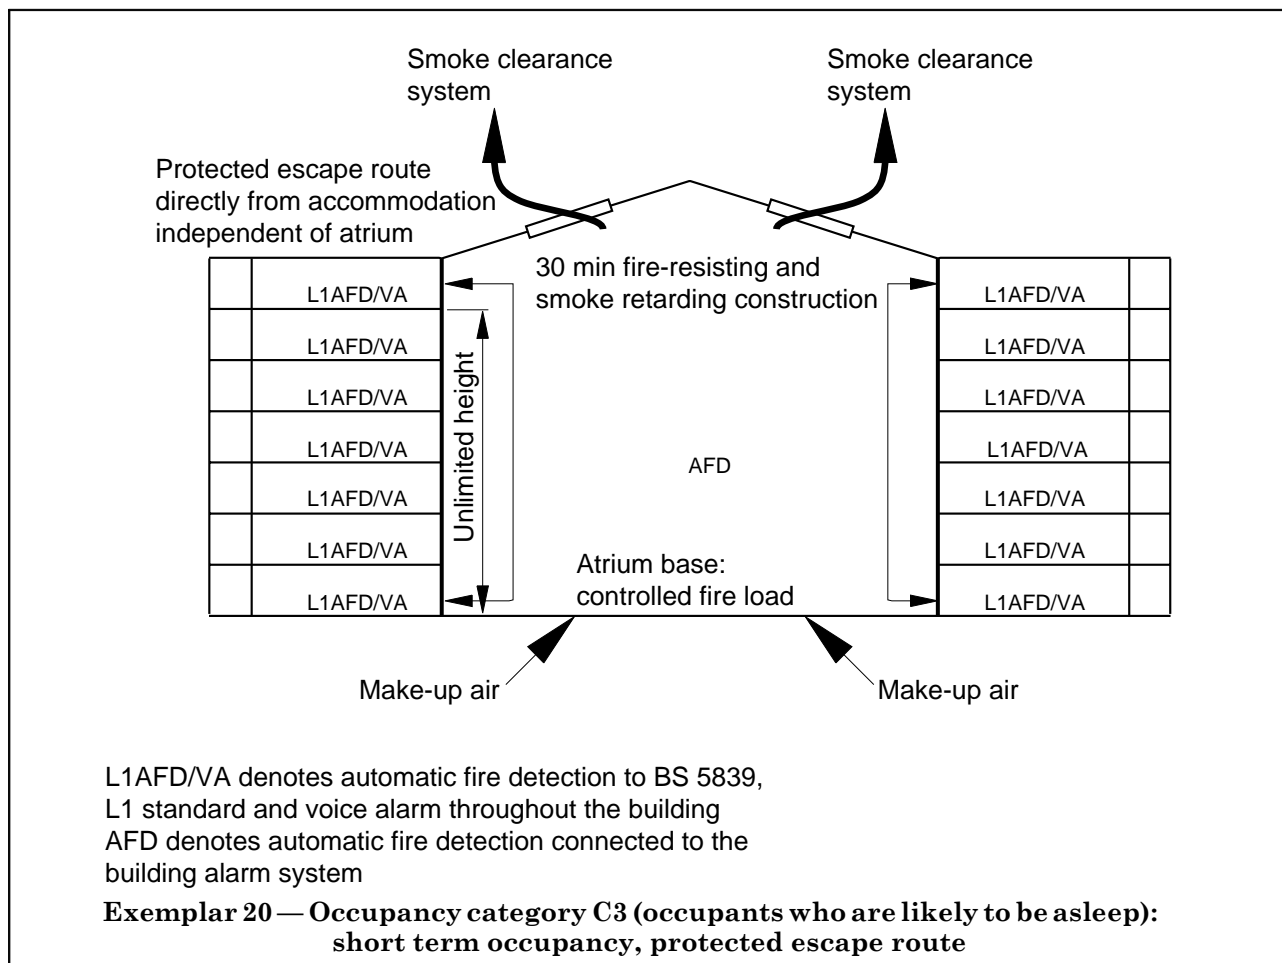 Smoke clearance
system
Smoke clearance
system
Protected escape route
directly from accommodation
independent of atrium
30 min fire-resisting and
smoke retarding construction
L1AFD/VA
L1AFD/VA
L1AFD/VA
L1AFD/VA
L1AFD/VA
L1AFD/VA
L1AFD/VA
Unlimited height
AFD
L1AFD/VA
L1AFD/VA
L1AFD/VA
L1AFD/VA
L1AFD/VA
L1AFD/VA
L1AFD/VA
Atrium base:
controlled fire load
Make-up air
Make-up air
L1AFD/VA denotes automatic fire detection to BS 5839,
L1 standard and voice alarm throughout the building
AFD denotes automatic fire detection connected to the
building alarm system
Exemplar 20 — Occupancy category C3 (occupants who are likely to be asleep):
short term occupancy, protected escape route